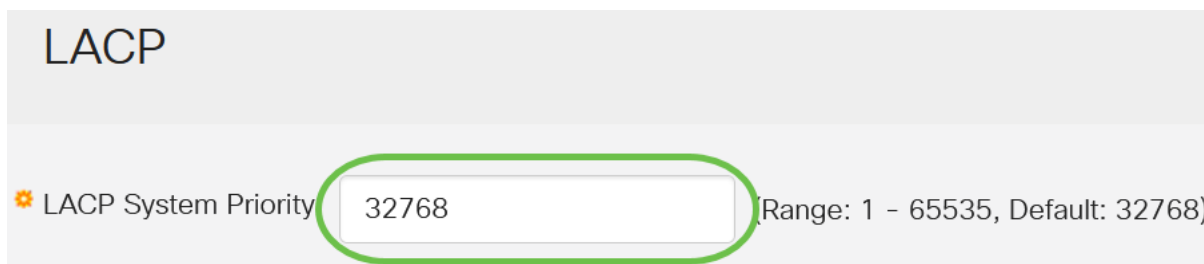 LACP
LACP System Priority 32768 (Range: 1 - 65535, Default: 32768)